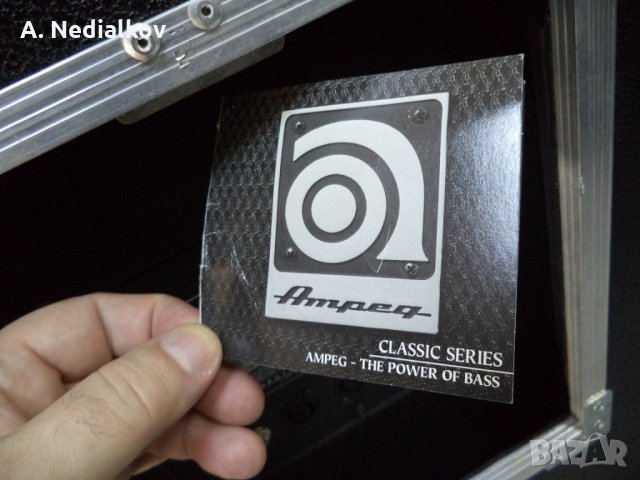 A. Nedialkov
Ampeg
CLASSIC SERIES
AMPEG - THE POWER OF BASS
BAZAR